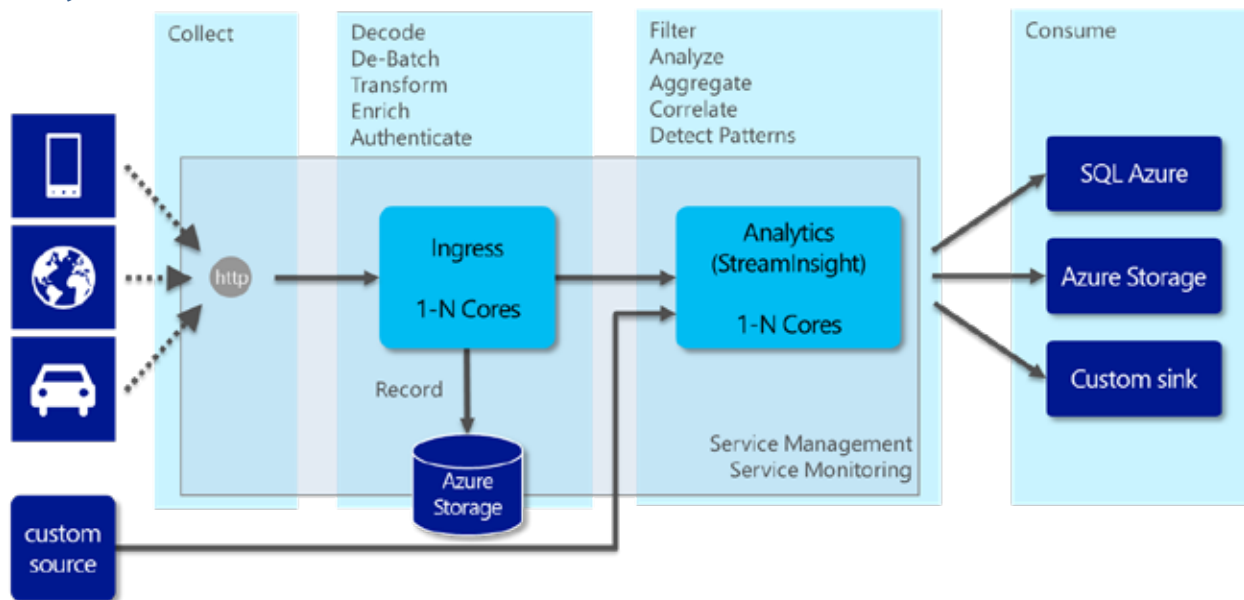 Collect
Decode
De-Batch
Transform
Enrich
Authenticate
Filter
Analyze
Aggregate
Correlate
Detect Patterns
Consume
http
Ingress
1-N Cores
Analytics
(StreamInsight)
1-N Cores
SQL Azure
Azure Storage
Custom sink
Record
Azure
Storage
Service Management
Service Monitoring
custom
source